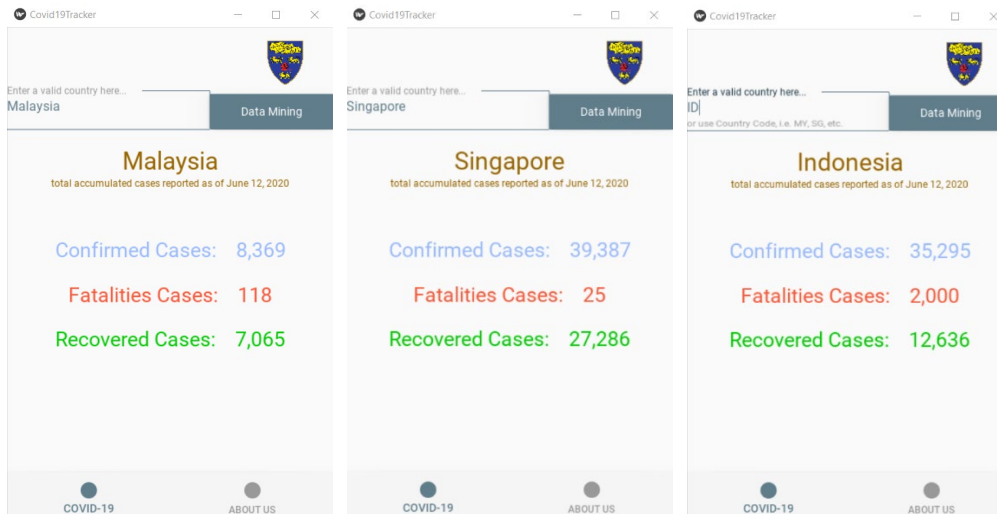 Covid19Tracker
Enter a valid country here...
Malaysia
Data Mining
Malaysia
total accumulated cases reported as of June 12, 2020
Confirmed Cases: 8,369
Fatalities Cases: 118
Recovered Cases: 7,065
COVID-19
ABOUT US
Covid19Tracker
Enter a valid country here...
Singapore
Data Mining
Singapore
total accumulated cases reported as of June 12, 2020
Confirmed Cases: 39,387
Fatalities Cases: 25
Recovered Cases: 27,286
COVID-19
ABOUT US
Covid19Tracker
Enter a valid country here...
ID
or use Country Code, i.e. MY, SG, etc.
Data Mining
Indonesia
total accumulated cases reported as of June 12, 2020
Confirmed Cases: 35,295
Fatalities Cases: 2,000
Recovered Cases: 12,636
COVID-19
ABOUT US